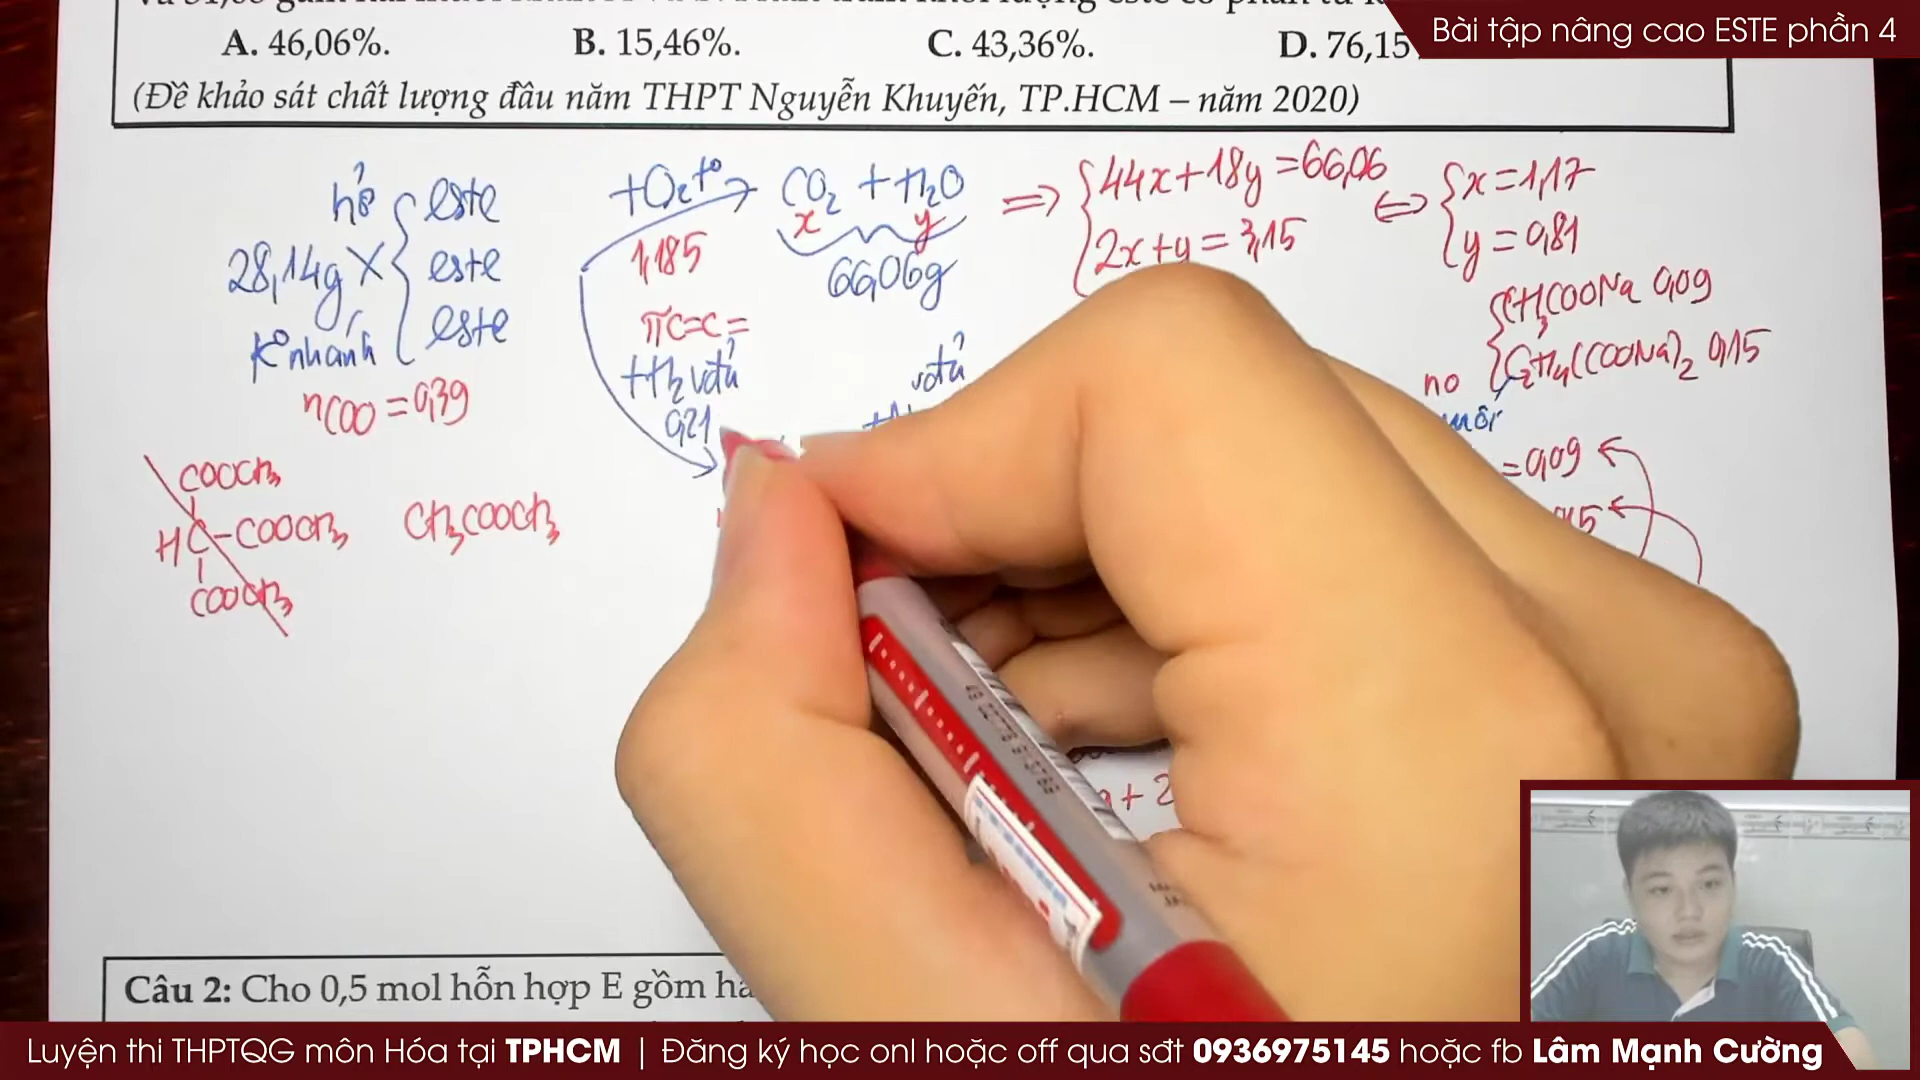 Bài tập nâng cao ESTE phần 4
A. 46,06%. B. 15,46%. C. 43,36%. D. 76,15
(Đề khảo sát chất lượng đầu năm THPT Nguyễn Khuyến, TP.HCM – năm 2020)
hh este +O2 t° CO2 + H2O => 44x+18y=66,06 <=> x=1,17
x y
28,14g X este 1,185 66,06g 2x+y=3,15 y=0,81
CH3COONa 0,09
k° nhánh este πC=C=
no C2H4(COONa)2 0,15
+H2 vđủ vđủ
nCOO = 0,39 0,21
muối
=0,09
COOCH3
HC-COOCH3 CH3COOCH3
COOCH3
+ 2
Câu 2: Cho 0,5 mol hỗn hợp E gồm ha
Luyện thi THPTQG môn Hóa tại TPHCM | Đăng ký học onl hoặc off qua sđt 0936975145 hoặc fb Lâm Mạnh Cường